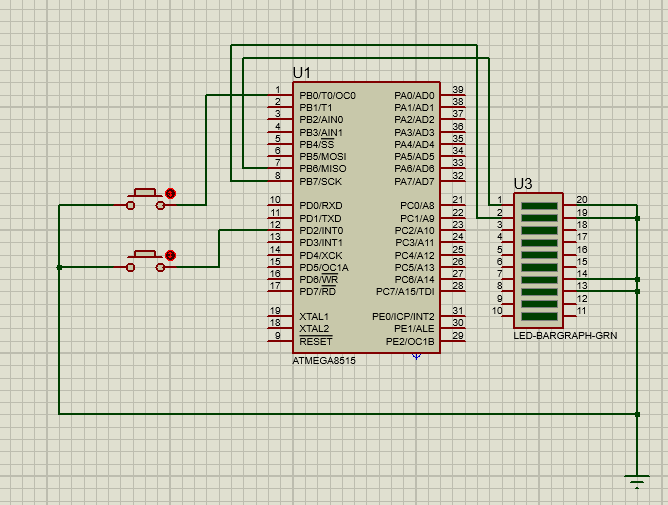 U1
1 PB0/T0/OC0 PA0/AD0 39
2 PB1/T1 PA1/AD1 38
3 PB2/AIN0 PA2/AD2 37
4 PB3/AIN1 PA3/AD3 36
5 PB4/SS PA4/AD4 35
6 PB5/MOSI PA5/AD5 34
7 PB6/MISO PA6/AD6 33
8 PB7/SCK PA7/AD7 32
10 PD0/RXD PC0/A8 21
11 PD1/TXD PC1/A9 22
12 PD2/INT0 PC2/A10 23
13 PD3/INT1 PC3/A11 24
14 PD4/XCK PC4/A12 25
15 PD5/OC1A PC5/A13 26
16 PD6/WR PC6/A14 27
17 PD7/RD PC7/A15/TDI 28
19 XTAL1 PE0/ICP/INT2 31
18 XTAL2 PE1/ALE 30
9 RESET PE2/OC1B 29
ATMEGA8515
U3
1 20
2 19
3 18
4 17
5 16
6 15
7 14
8 13
9 12
10 11
LED-BARGRAPH-GRN